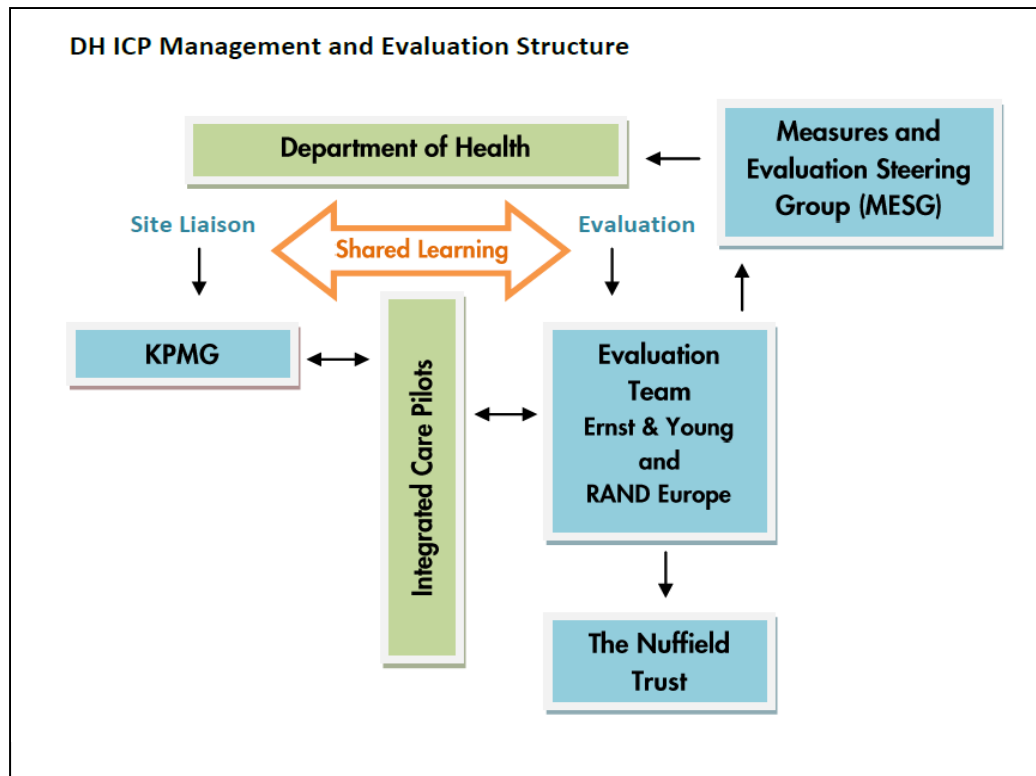 DH ICP Management and Evaluation Structure
Department of Health
Measures and
Evaluation Steering
Group (MESG)
Site Liaison
Shared Learning
Evaluation
KPMG
Integrated Care Pilots
Evaluation
Team
Ernst & Young
and
RAND Europe
The Nuffield
Trust